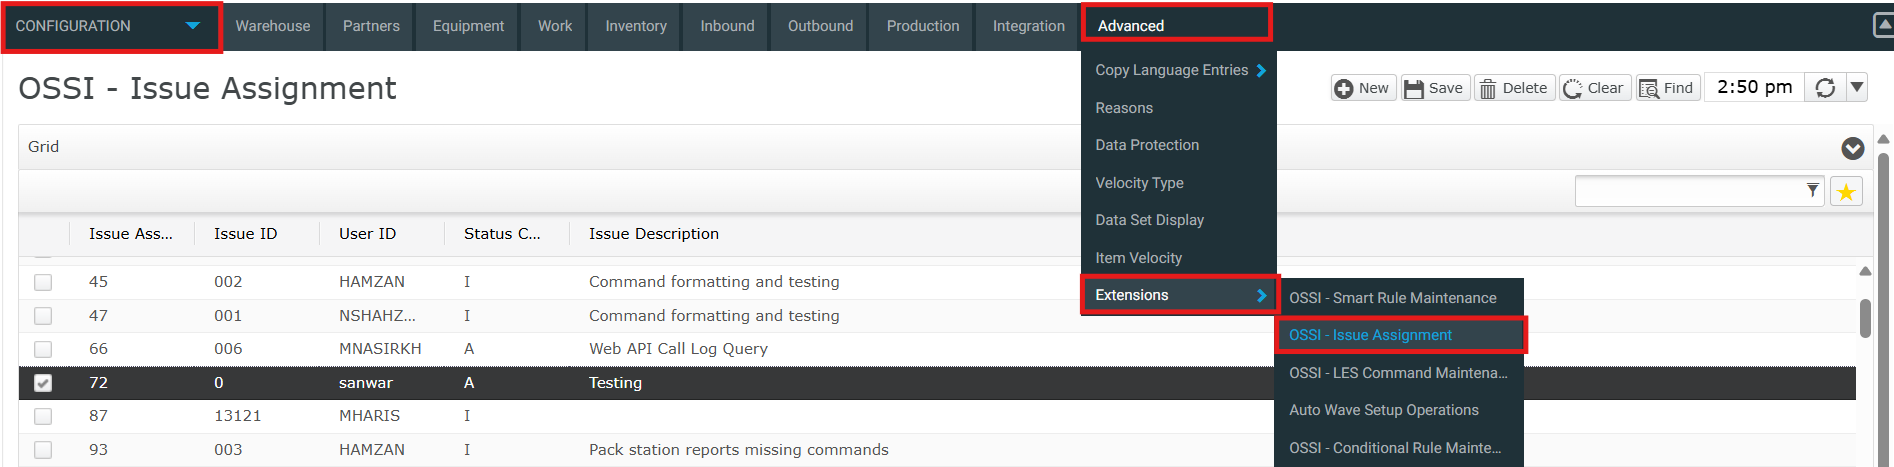 CONFIGURATION Warehouse Partners Equipment Work Inventory Inbound Outbound Production Integration Advanced
OSSI - Issue Assignment
New Save Delete Clear Find 2:50 pm
Grid
Issue Ass... Issue ID User ID Status C... Issue Description
45 002 HAMZAN I Command formatting and testing
47 001 NSHAHZ... I Command formatting and testing
66 006 MNASIRKH A Web API Call Log Query
72 0 sanwar A Testing
87 13121 MHARIS I
93 003 HAMZAN I Pack station reports missing commands
Copy Language Entries
Reasons
Data Protection
Velocity Type
Data Set Display
Item Velocity
Extensions
OSSI - Smart Rule Maintenance
OSSI - Issue Assignment
OSSI - LES Command Maintena...
Auto Wave Setup Operations
OSSI - Conditional Rule Mainte...